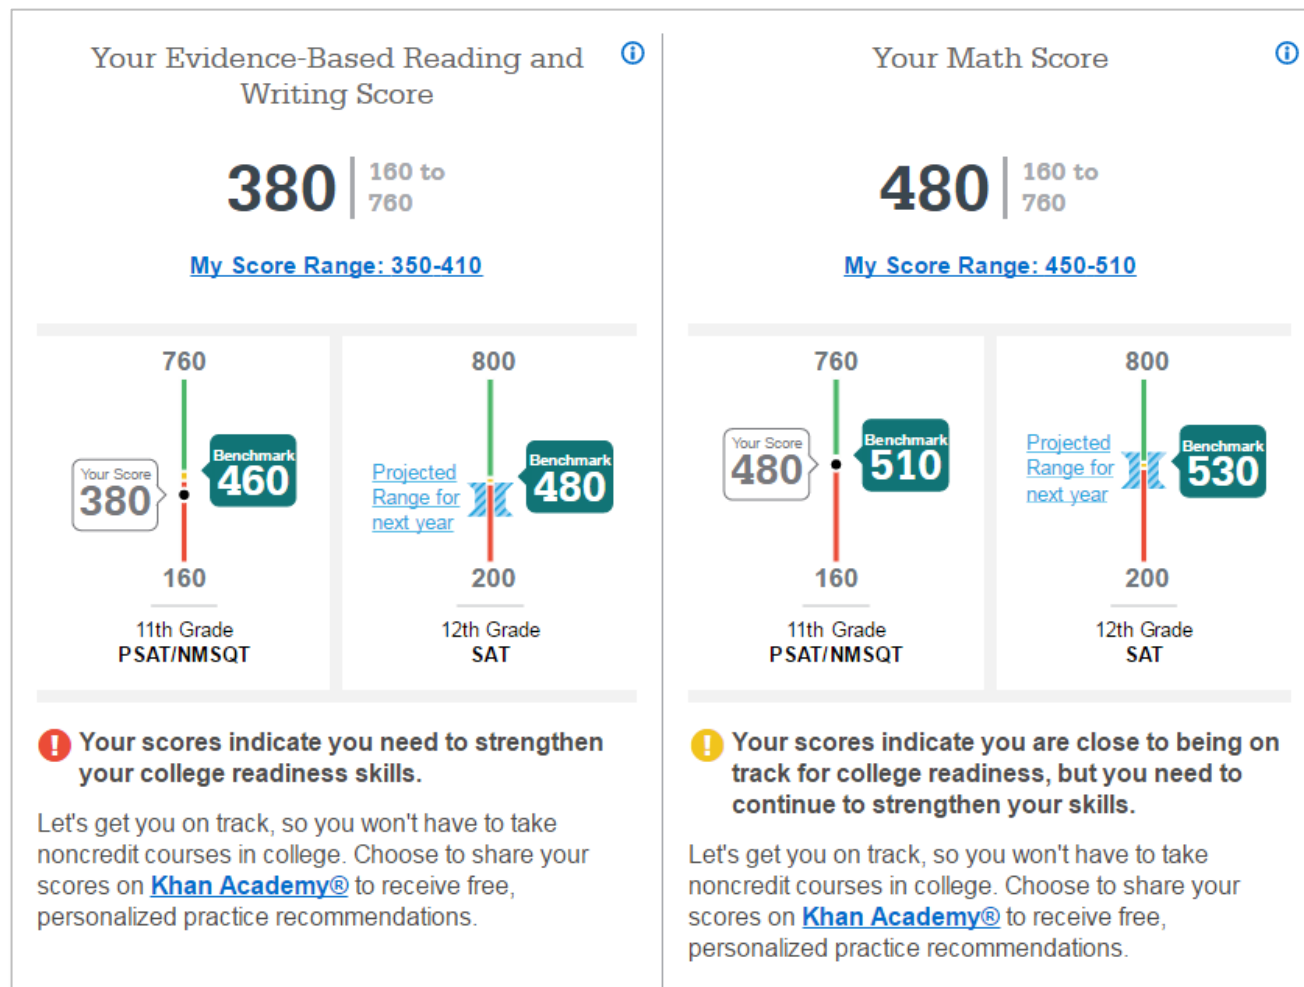 Your Evidence-Based Reading and
Writing Score
380
160 to
760
My Score Range: 350-410
760
Your Score
380
Benchmark
460
160
11th Grade
PSAT/NMSQT
800
Projected
Range for
next year
Benchmark
480
200
12th Grade
SAT
Your scores indicate you need to strengthen
your college readiness skills.
Let's get you on track, so you won't have to take
noncredit courses in college. Choose to share your
scores on Khan Academy® to receive free,
personalized practice recommendations.
Your Math Score
480
160 to
760
My Score Range: 450-510
760
Your Score
480
Benchmark
510
160
11th Grade
PSAT/NMSQT
800
Projected
Range for
next year
Benchmark
530
200
12th Grade
SAT
Your scores indicate you are close to being on
track for college readiness, but you need to
continue to strengthen your skills.
Let's get you on track, so you won't have to take
noncredit courses in college. Choose to share your
scores on Khan Academy® to receive free,
personalized practice recommendations.